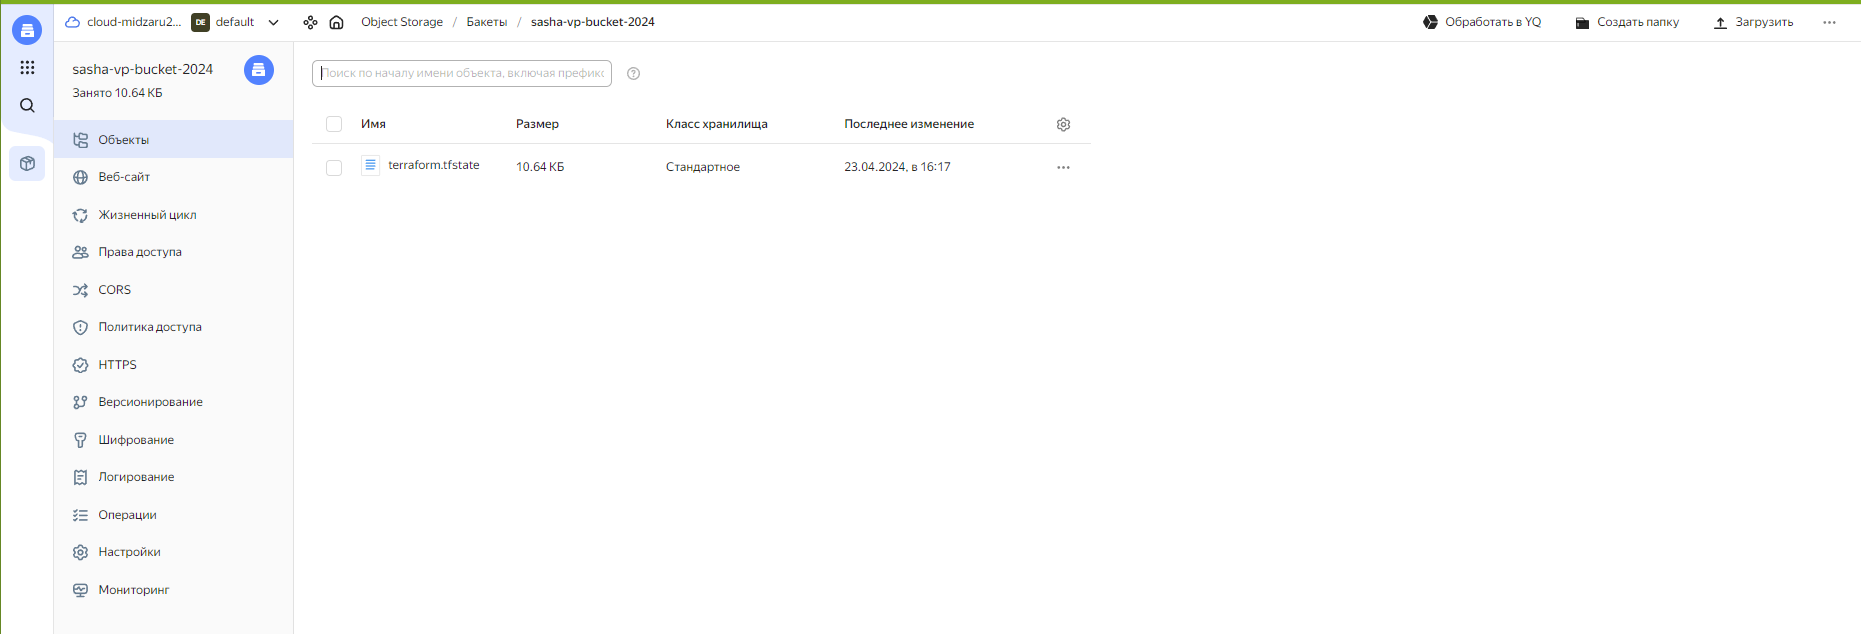 cloud-midzaru2... DE default Object Storage / Бакеты / sasha-vp-bucket-2024 Обработать в YQ Создать папку Загрузить
sasha-vp-bucket-2024
Занято 10.64 КБ
Объекты
Веб-сайт
Жизненный цикл
Права доступа
CORS
Политика доступа
HTTPS
Версионирование
Шифрование
Логирование
Операции
Настройки
Мониторинг
Поиск по началу имени объекта, включая префикс
Имя Размер Класс хранилища Последнее изменение
terraform.tfstate 10.64 КБ Стандартное 23.04.2024, в 16:17